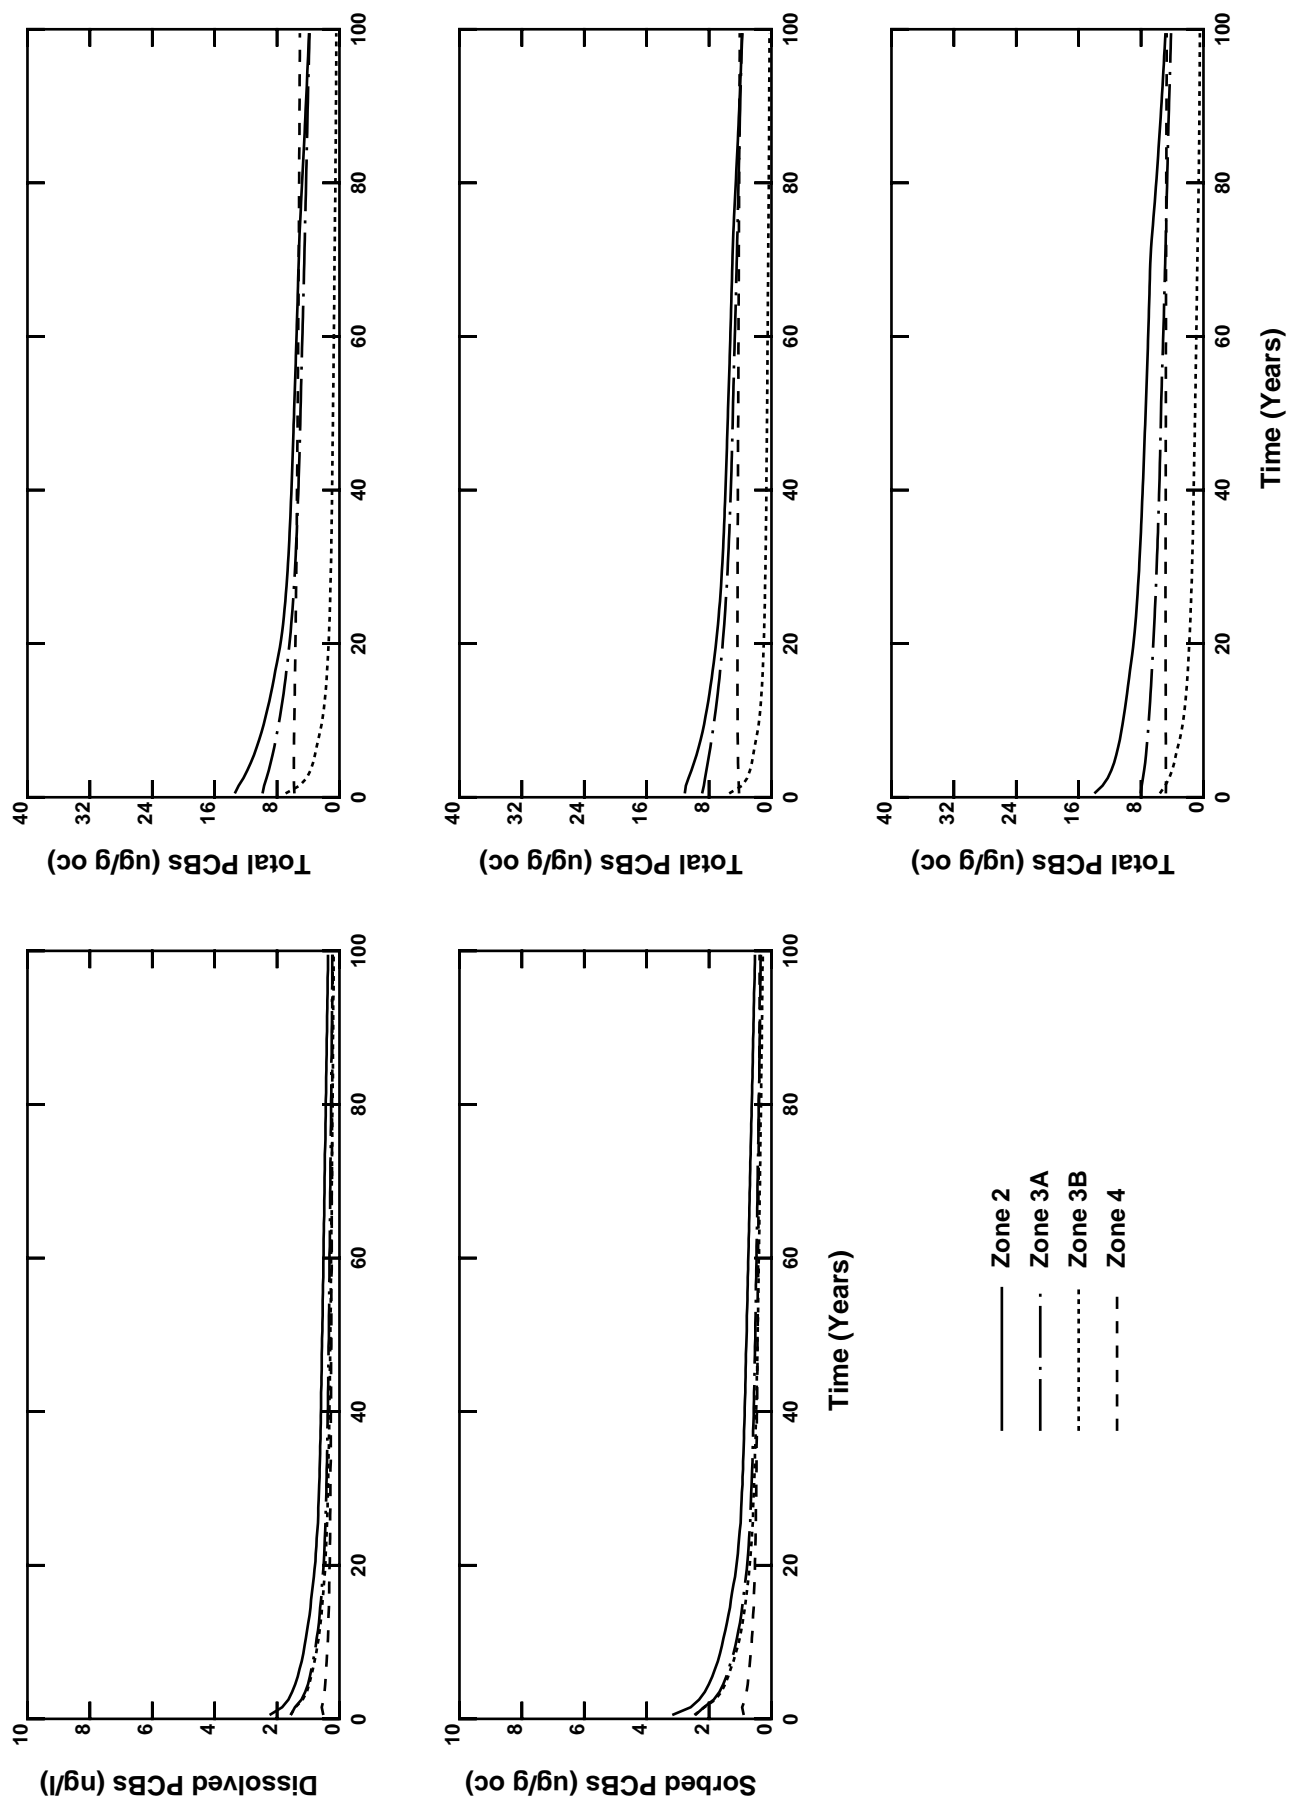 Dissolved PCBs (ng/l)
10
8
6
4
2
0
0 20 40 60 80 100
Sorbed PCBs (ug/g oc)
10
8
6
4
2
0
0 20 40 60 80 100
Time (Years)
Total PCBs (ug/g oc)
40
32
24
16
8
0
0 20 40 60 80 100
Total PCBs (ug/g oc)
40
32
24
16
8
0
0 20 40 60 80 100
Total PCBs (ug/g oc)
40
32
24
16
8
0
0 20 40 60 80 100
Time (Years)
Zone 2
Zone 3A
Zone 3B
Zone 4